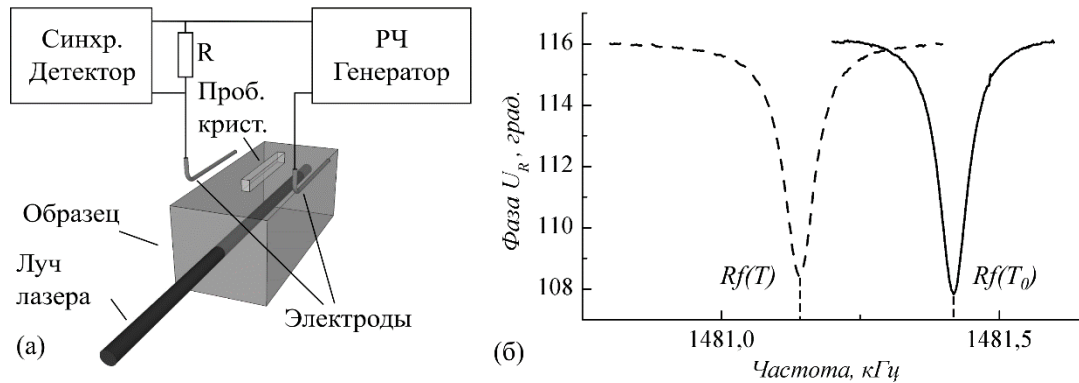 Синхр.
Детектор
R
РЧ
Генератор
Проб.
крист.
Образец
Луч
лазера
Электроды
(а)
116
114
112
110
108
Фаза U_R, град.
Rf(T)
Rf(T₀)
1481,0
1481,5
Частота, кГц
(б)